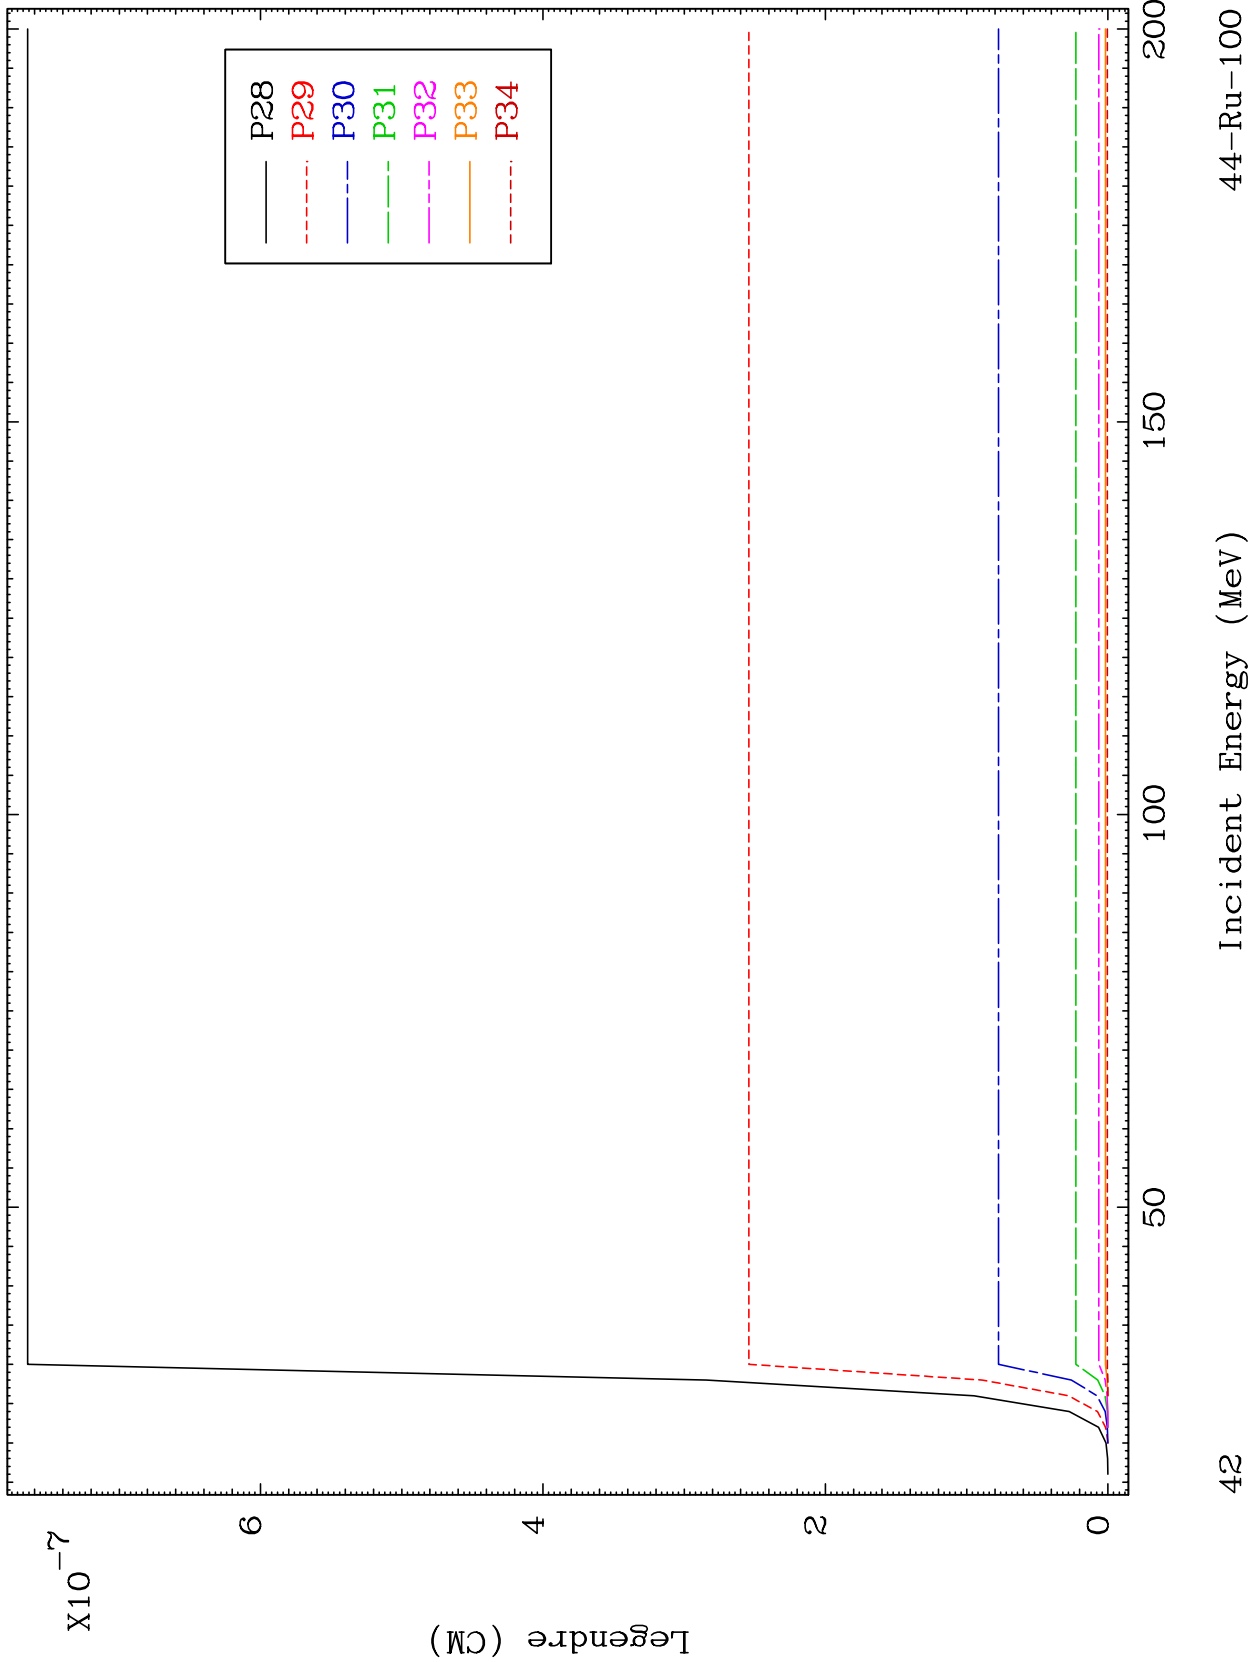 X10-7
Legendre (CM)
6
4
2
0
P28
P29
P30
P31
P32
P33
P34
50
100
150
200
Incident Energy (MeV)
42
44-Ru-100